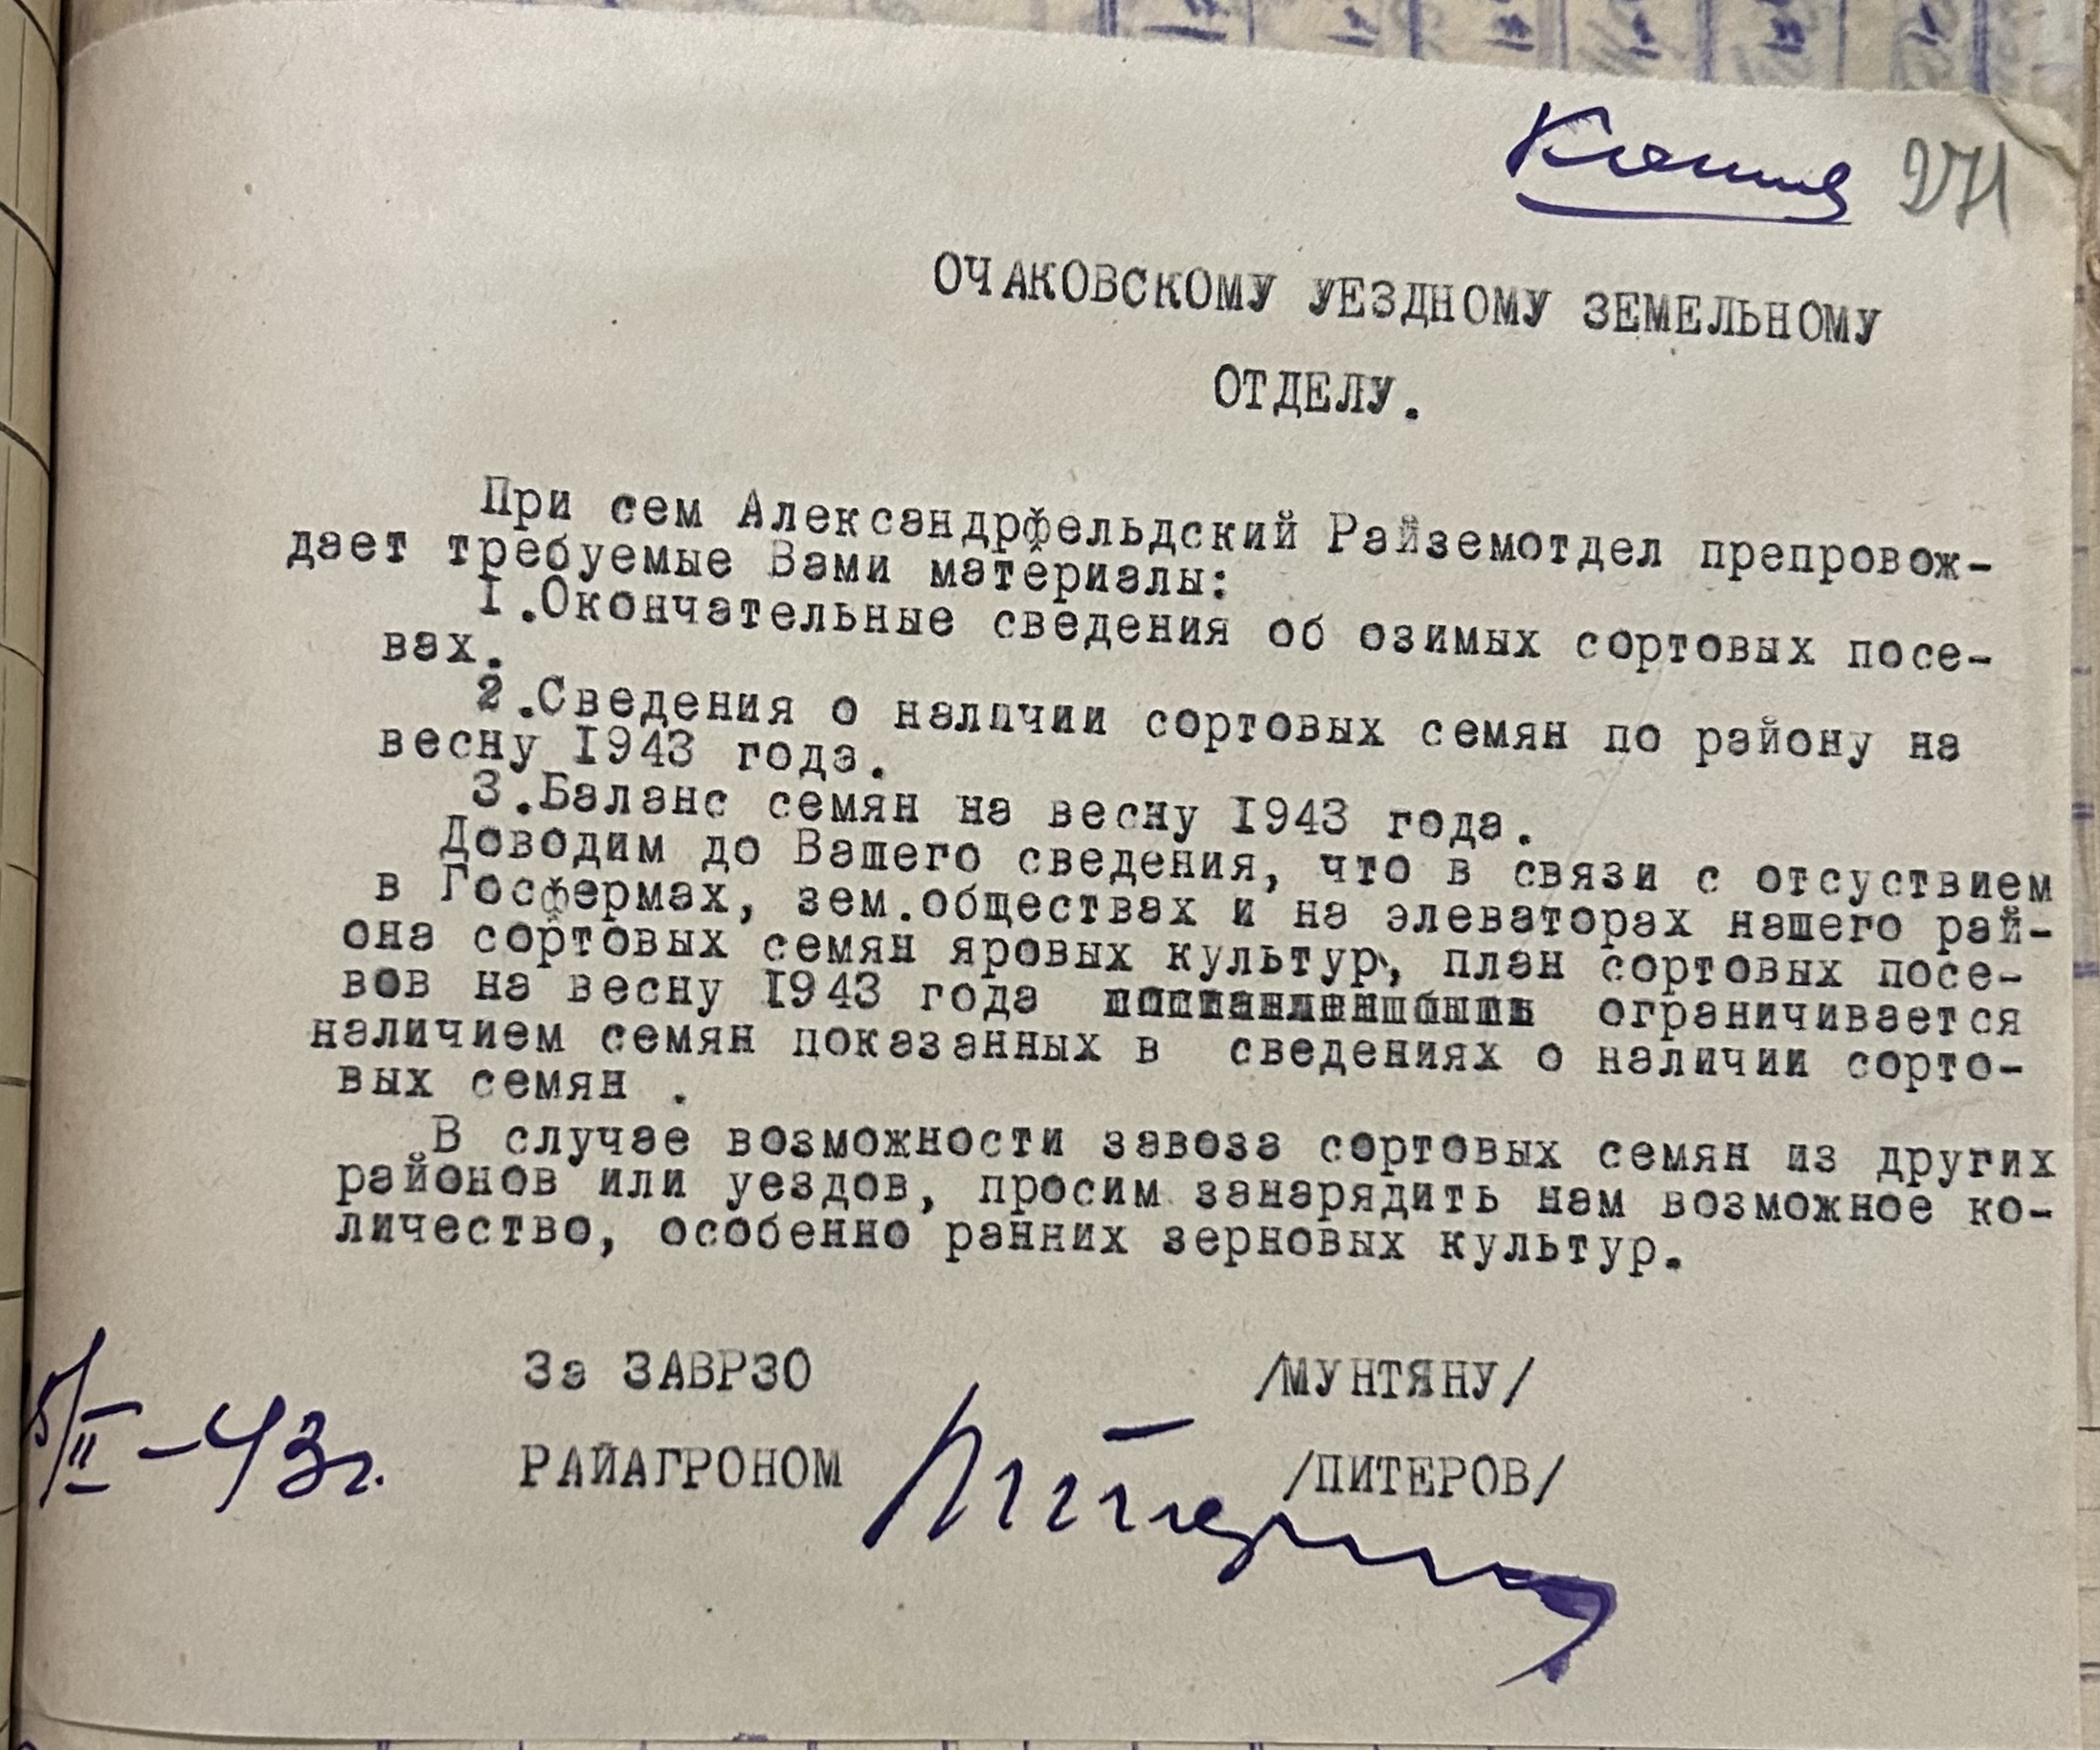 271
ОЧАКОВСКОМУ УЕЗДНОМУ ЗЕМЕЛЬНОМУ
ОТДЕЛУ.
При сем Александрфельдский Райземотдел препровож-
дает требуемые Вами материалы:
I.Окончательные сведения об озимых сортовых посе-
вах.
2.Сведения о наличии сортовых семян по району на
весну I943 года.
3.Баланс семян на весну I943 года.
Доводим до Вашего сведения, что в связи с отсуствием
в Госфермах, зем.обществах и на элеваторах нашего рай-
она сортовых семян яровых культур, план сортовых посе-
вов на весну I943 года ограничивается
наличием семян показанных в сведениях о наличии сорто-
вых семян .
В случае возможности завоза сортовых семян из других
районов или уездов, просим занарядить нам возможное ко-
личество, особенно ранних зерновых культур.
За ЗАВРЗО /МУНТЯНУ/
5/II-43г. РАЙАГРОНОМ /ПИТЕРОВ/